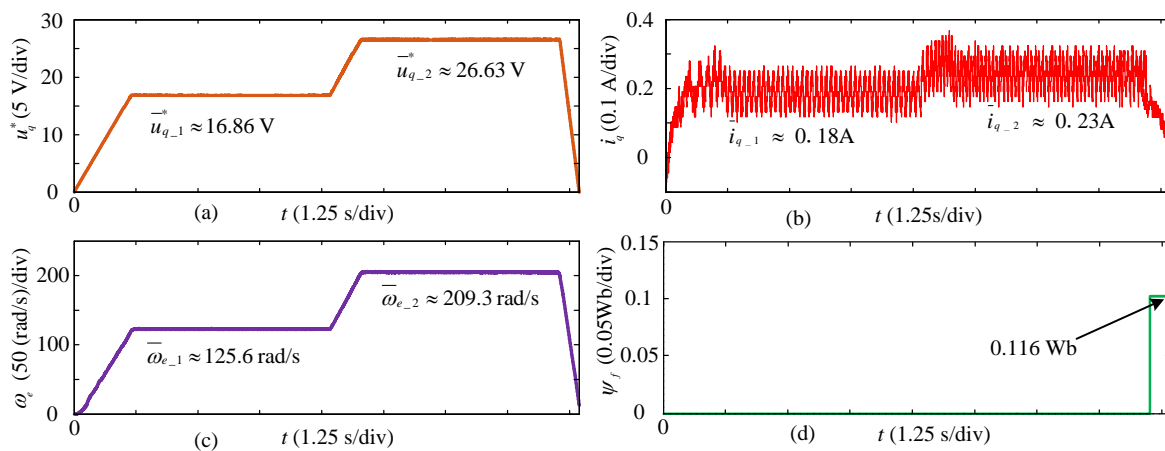 30
20
10
0
u*q (5 V/div)
ū*q_1 ≈ 16.86 V
ū*q_2 ≈ 26.63 V
0
(a)
t (1.25 s/div)
0.4
0.2
0
0.1
iq (0.1 A/div)
īq_1 ≈ 0.18A
īq_2 ≈ 0.23A
0
(b)
t (1.25s/div)
200
100
0
ωe (50 (rad/s)/div)
ω̄e_1 ≈ 125.6 rad/s
ω̄e_2 ≈ 209.3 rad/s
0
(c)
t (1.25 s/div)
0.15
0.1
0.05
0
ψf (0.05Wb/div)
0.116 Wb
0
(d)
t (1.25 s/div)